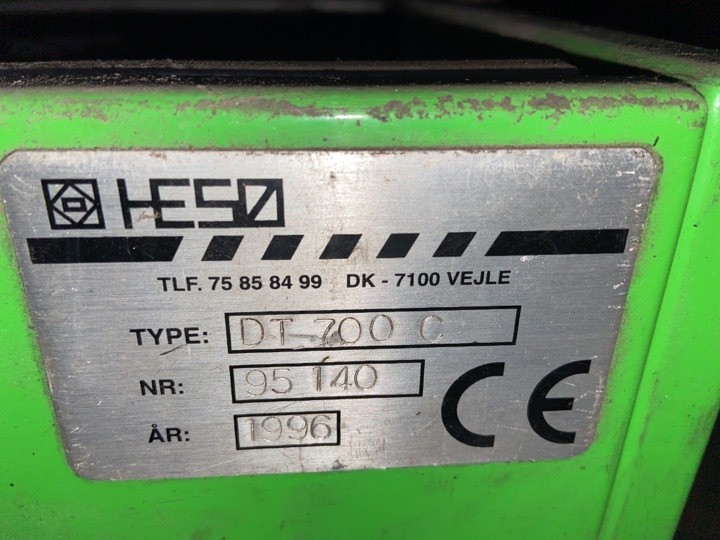 HESØ
TLF. 75 85 84 99 DK - 7100 VEJLE
TYPE: DT 700 C
NR: 95 140
ÅR: 1996
CE